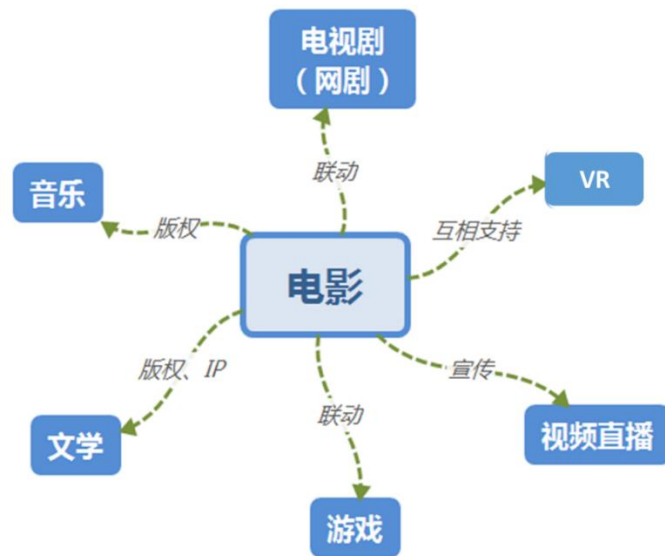 电视剧
（网剧）
联动
音乐
VR
版权
互相支持
电影
版权、IP
宣传
联动
文学
视频直播
游戏